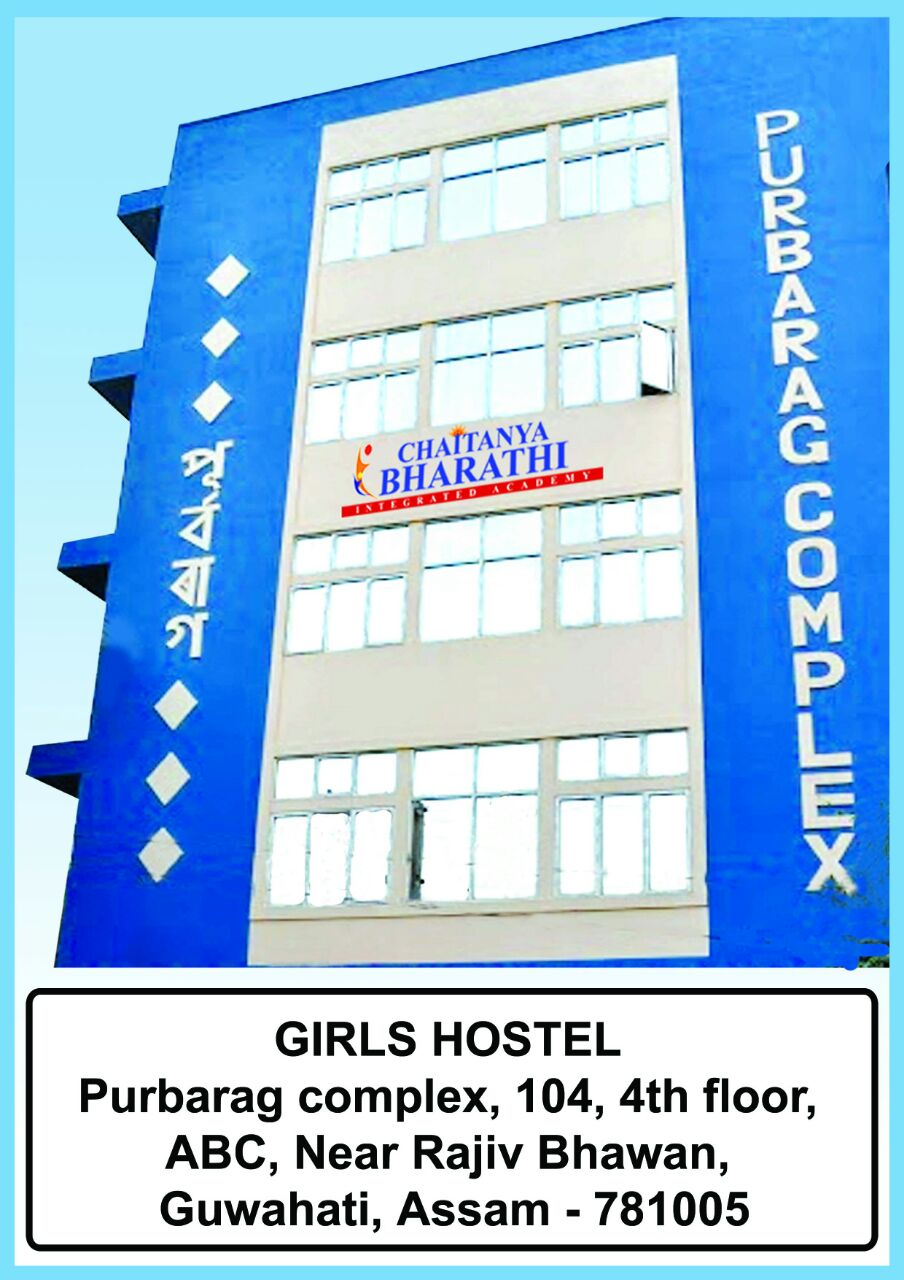 পূৰ্বৰাগ
PURBARAG COMPLEX
CHAITANYA
BHARATHI
INTEGRATED ACADEMY
GIRLS HOSTEL
Purbarag complex, 104, 4th floor,
ABC, Near Rajiv Bhawan,
Guwahati, Assam - 781005